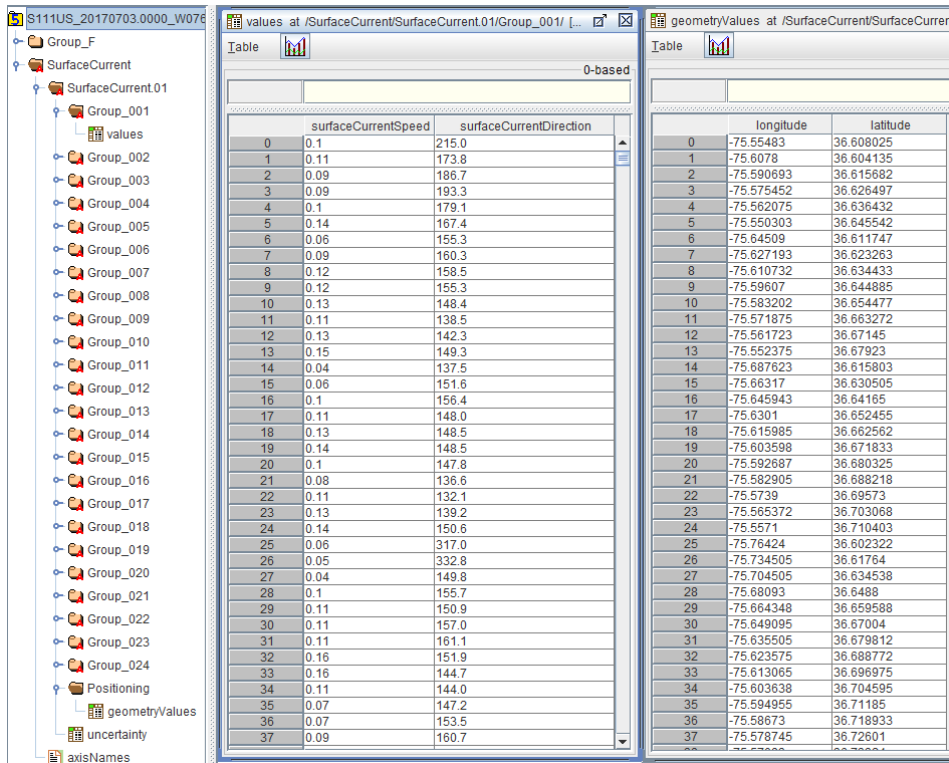 S111US_20170703.0000_W076
Group_F
SurfaceCurrent
SurfaceCurrent.01
Group_001
values
Group_002
Group_003
Group_004
Group_005
Group_006
Group_007
Group_008
Group_009
Group_010
Group_011
Group_012
Group_013
Group_014
Group_015
Group_016
Group_017
Group_018
Group_019
Group_020
Group_021
Group_022
Group_023
Group_024
Positioning
geometryValues
uncertainty
axisNames
values at /SurfaceCurrent/SurfaceCurrent.01/Group_001/ [...
Table
0-based
surfaceCurrentSpeed surfaceCurrentDirection
0 0.1 215.0
1 0.11 173.8
2 0.09 186.7
3 0.09 193.3
4 0.1 179.1
5 0.14 167.4
6 0.06 155.3
7 0.09 160.3
8 0.12 158.5
9 0.12 155.3
10 0.13 148.4
11 0.11 138.5
12 0.13 142.3
13 0.15 149.3
14 0.04 137.5
15 0.06 151.6
16 0.1 156.4
17 0.11 148.0
18 0.13 148.5
19 0.14 148.5
20 0.1 147.8
21 0.08 136.6
22 0.11 132.1
23 0.13 139.2
24 0.14 150.6
25 0.06 317.0
26 0.05 332.8
27 0.04 149.8
28 0.1 155.7
29 0.11 150.9
30 0.11 157.0
31 0.11 161.1
32 0.16 151.9
33 0.16 144.7
34 0.11 144.0
35 0.07 147.2
36 0.07 153.5
37 0.09 160.7
geometryValues at /SurfaceCurrent/SurfaceCurren
Table
longitude latitude
0 -75.55483 36.608025
1 -75.6078 36.604135
2 -75.590693 36.615682
3 -75.575452 36.626497
4 -75.562075 36.636432
5 -75.550303 36.645542
6 -75.64509 36.611747
7 -75.627193 36.623263
8 -75.610732 36.634433
9 -75.59607 36.644885
10 -75.583202 36.654477
11 -75.571875 36.663272
12 -75.561723 36.67145
13 -75.552375 36.67923
14 -75.687623 36.615803
15 -75.66317 36.630505
16 -75.645943 36.64165
17 -75.6301 36.652455
18 -75.615985 36.662562
19 -75.603598 36.671833
20 -75.592687 36.680325
21 -75.582905 36.688218
22 -75.5739 36.69573
23 -75.565372 36.703068
24 -75.5571 36.710403
25 -75.76424 36.602322
26 -75.734505 36.61764
27 -75.704505 36.634538
28 -75.68093 36.6488
29 -75.664348 36.659588
30 -75.649095 36.67004
31 -75.635505 36.679812
32 -75.623575 36.688772
33 -75.613065 36.696975
34 -75.603638 36.704595
35 -75.594955 36.71185
36 -75.58673 36.718933
37 -75.578745 36.72601